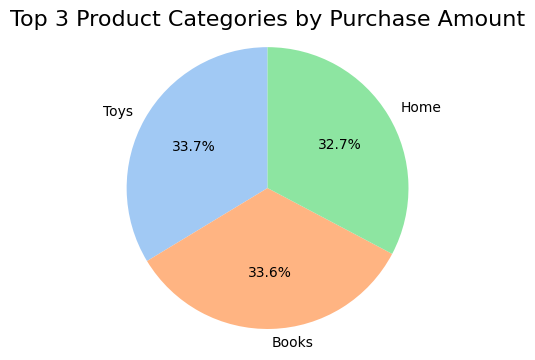 Top 3 Product Categories by Purchase Amount
Toys
Home
33.7%
32.7%
33.6%
Books